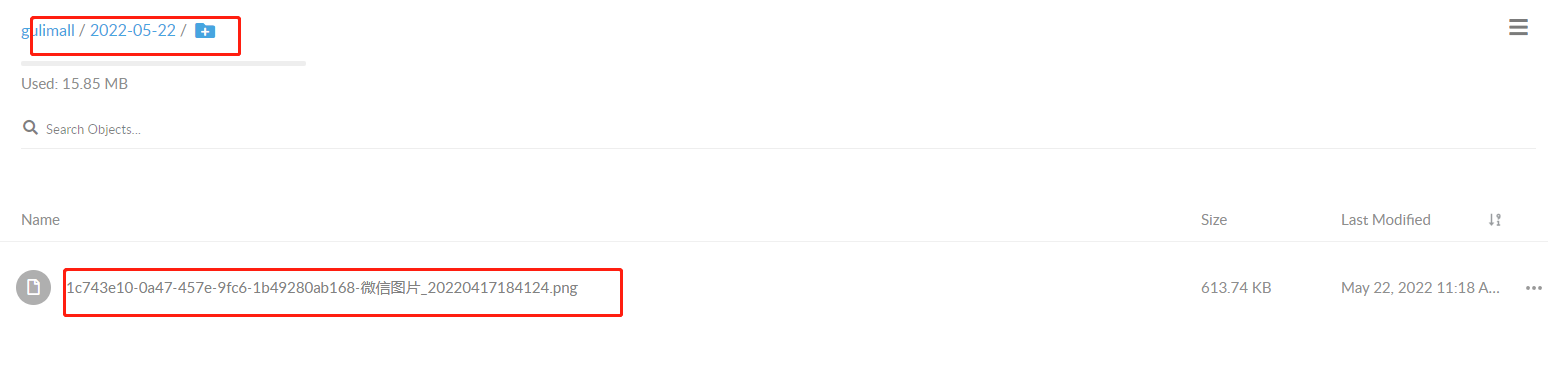 gulimall / 2022-05-22 /
Used: 15.85 MB
Search Objects...
Name Size Last Modified
1c743e10-0a47-457e-9fc6-1b49280ab168-微信图片_20220417184124.png 613.74 KB May 22, 2022 11:18 A...